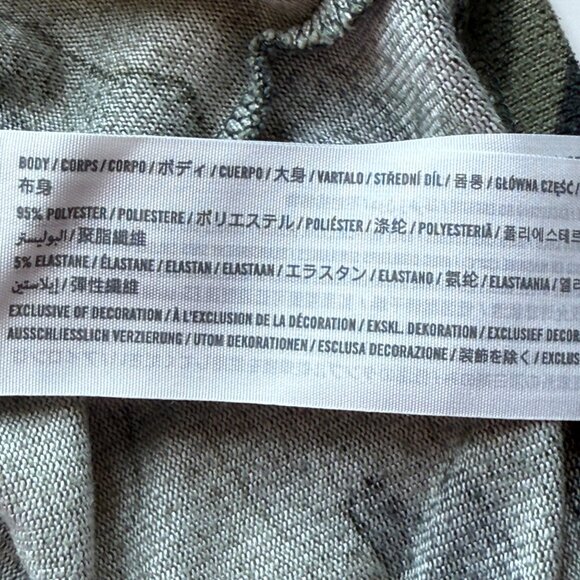 BODY / CORPS / CORPO / ボディ / CUERPO / 大身 / VARTALO / STŘEDNÍ DÍL / 몸통 / GŁÓWNA CZĘŚĆ /
布身
95% POLYESTER / POLIESTERE / ポリエステル / POLIÉSTER / 涤纶 / POLYESTERIÄ / 폴리에스테르
البوليستر / 聚脂纖維
5% ELASTANE / ÉLASTANE / ELASTAN / ELASTAAN / エラスタン / ELASTANO / 氨纶 / ELASTAANIA /
إيلاستين / 彈性纖維
EXCLUSIVE OF DECORATION / À L'EXCLUSION DE LA DÉCORATION / EKSKL. DEKORATION / EXCLUSIEF DECOR
AUSSCHLIESSLICH VERZIERUNG / UTOM DEKORATIONEN / ESCLUSA DECORAZIONE / 装飾を除く / EXCLUS